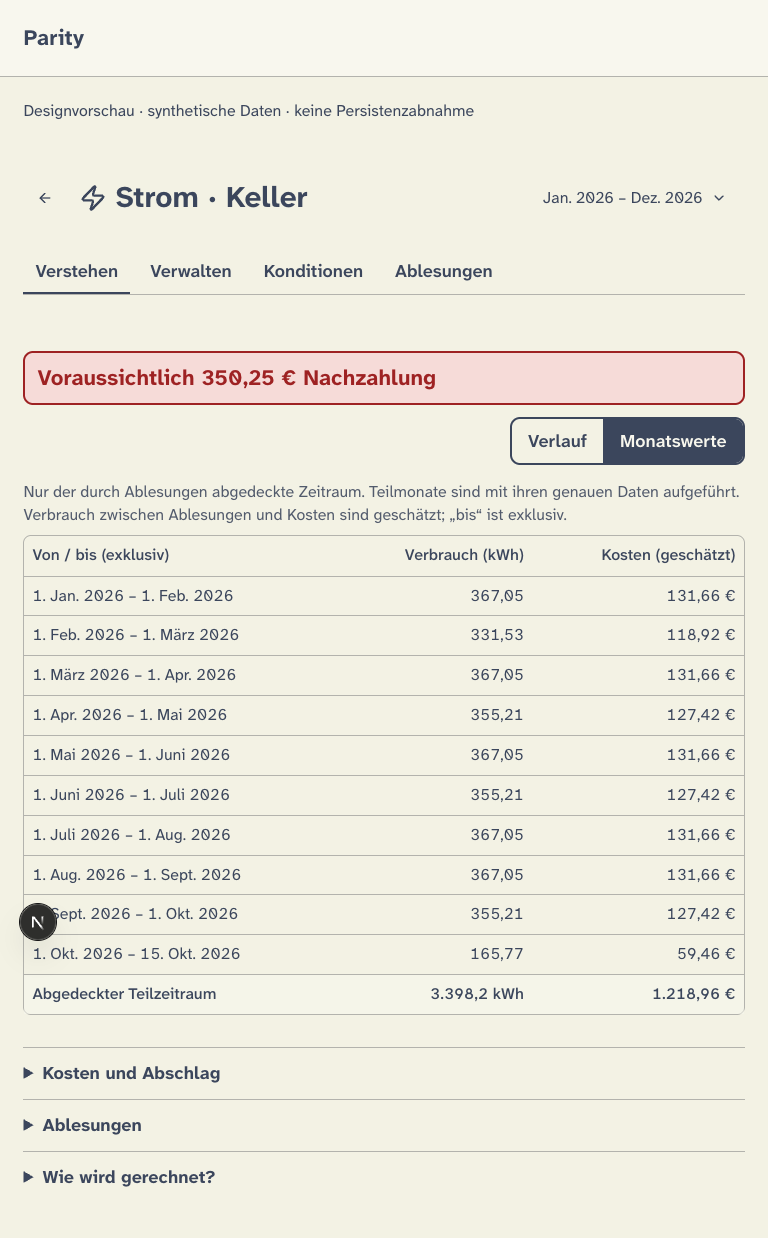 Parity
Designvorschau · synthetische Daten · keine Persistenzabnahme
← Strom · Keller
Jan. 2026 – Dez. 2026
Verstehen Verwalten Konditionen Ablesungen
Voraussichtlich 350,25 € Nachzahlung
Verlauf Monatswerte
Nur der durch Ablesungen abgedeckte Zeitraum. Teilmonate sind mit ihren genauen Daten aufgeführt.
Verbrauch zwischen Ablesungen und Kosten sind geschätzt; „bis“ ist exklusiv.
Von / bis (exklusiv) Verbrauch (kWh) Kosten (geschätzt)
1. Jan. 2026 – 1. Feb. 2026 367,05 131,66 €
1. Feb. 2026 – 1. März 2026 331,53 118,92 €
1. März 2026 – 1. Apr. 2026 367,05 131,66 €
1. Apr. 2026 – 1. Mai 2026 355,21 127,42 €
1. Mai 2026 – 1. Juni 2026 367,05 131,66 €
1. Juni 2026 – 1. Juli 2026 355,21 127,42 €
1. Juli 2026 – 1. Aug. 2026 367,05 131,66 €
1. Aug. 2026 – 1. Sept. 2026 367,05 131,66 €
N Sept. 2026 – 1. Okt. 2026 355,21 127,42 €
1. Okt. 2026 – 15. Okt. 2026 165,77 59,46 €
Abgedeckter Teilzeitraum 3.398,2 kWh 1.218,96 €
Kosten und Abschlag
Ablesungen
Wie wird gerechnet?